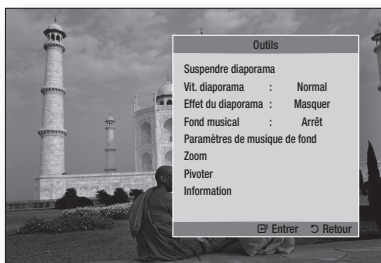 Outils
Suspendre diaporama
Vit. diaporama : Normal
Effet du diaporama : Masquer
Fond musical : Arrêt
Paramètres de musique de fond
Zoom
Pivoter
Information
Entrer Retour